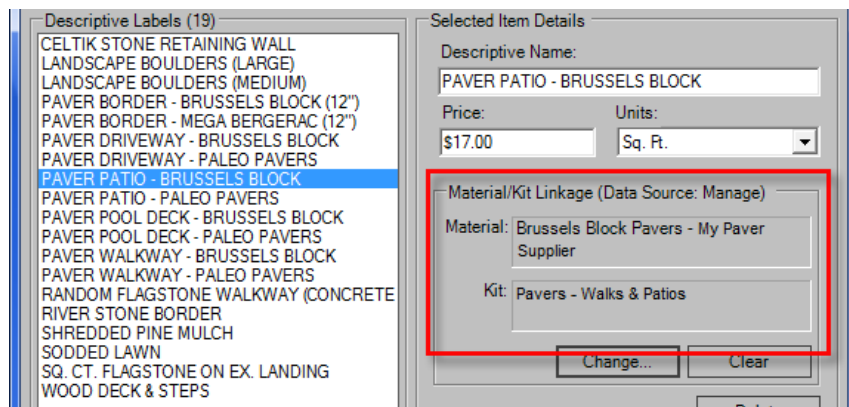 Descriptive Labels (19)
CELTIK STONE RETAINING WALL
LANDSCAPE BOULDERS (LARGE)
LANDSCAPE BOULDERS (MEDIUM)
PAVER BORDER - BRUSSELS BLOCK (12")
PAVER BORDER - MEGA BERGERAC (12")
PAVER DRIVEWAY - BRUSSELS BLOCK
PAVER DRIVEWAY - PALEO PAVERS
PAVER PATIO - BRUSSELS BLOCK
PAVER PATIO - PALEO PAVERS
PAVER POOL DECK - BRUSSELS BLOCK
PAVER POOL DECK - PALEO PAVERS
PAVER WALKWAY - BRUSSELS BLOCK
PAVER WALKWAY - PALEO PAVERS
RANDOM FLAGSTONE WALKWAY (CONCRETE
RIVER STONE BORDER
SHREDDED PINE MULCH
SODDED LAWN
SQ. CT. FLAGSTONE ON EX. LANDING
WOOD DECK & STEPS
Selected Item Details
Descriptive Name:
PAVER PATIO - BRUSSELS BLOCK
Price: Units:
$17.00 Sq. Ft.
Material/Kit Linkage (Data Source: Manage)
Material: Brussels Block Pavers - My Paver
Supplier
Kit: Pavers - Walks & Patios
Change... Clear